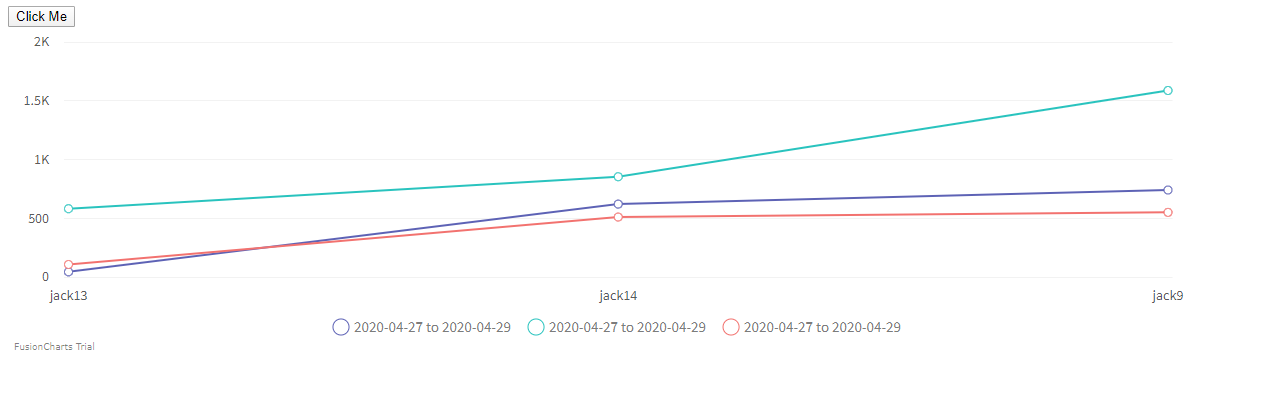 Click Me
2K
1.5K
1K
500
0
jack13 jack14 jack9
2020-04-27 to 2020-04-29 2020-04-27 to 2020-04-29 2020-04-27 to 2020-04-29
FusionCharts Trial